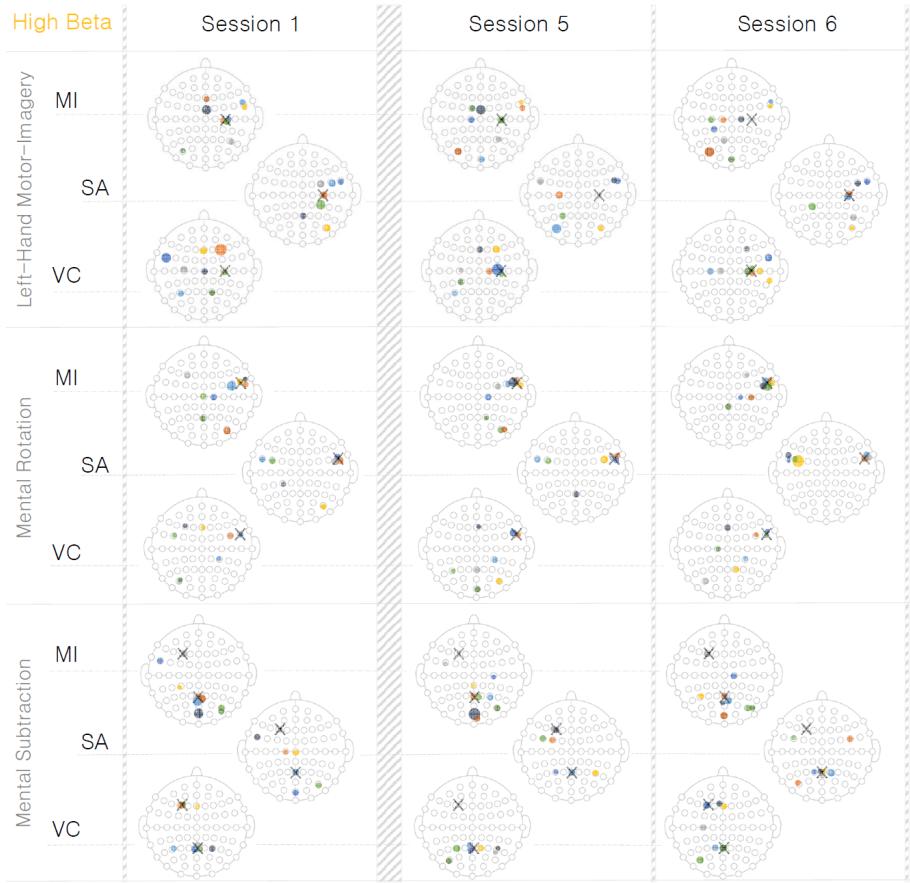 High Beta
Session 1
Session 5
Session 6
Left-Hand Motor-Imagery
MI
SA
VC
Mental Rotation
MI
SA
VC
Mental Subtraction
MI
SA
VC